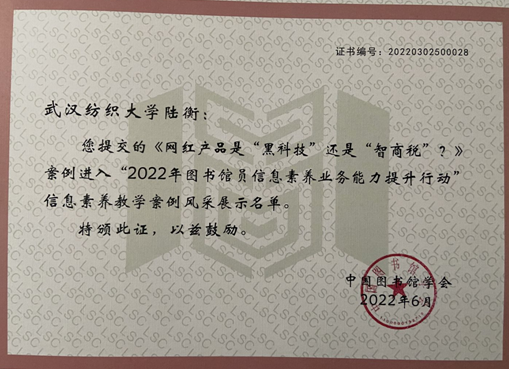 证书编号：20220302500028
武汉纺织大学陆衡：
您提交的《网红产品是“黑科技”还是“智商税”？》
案例进入“2022年图书馆员信息素养业务能力提升行动”
信息素养教学案例风采展示名单。
特颁此证，以兹鼓励。
中国图书馆学会
2022年6月